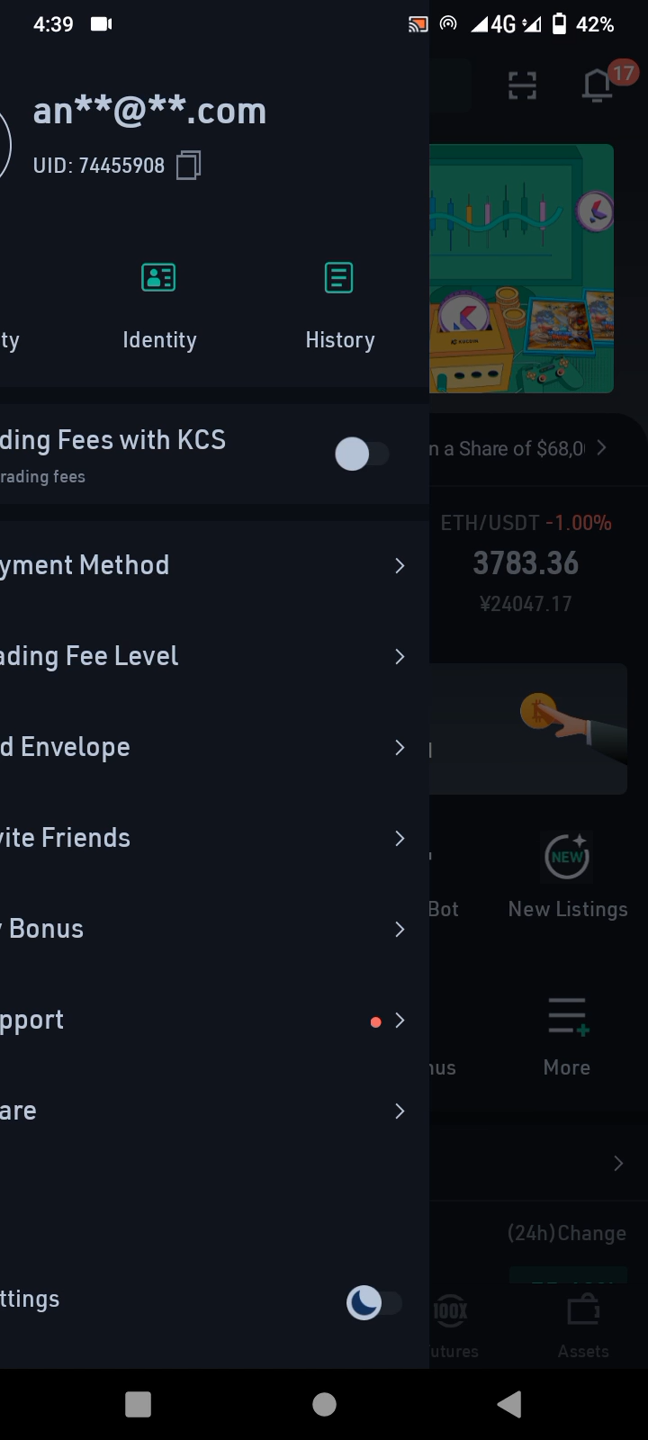 4:39
4G
42%
an**@**.com
UID: 74455908
17
ty
Identity
History
ding Fees with KCS
rading fees
n a Share of $68,0
ETH/USDT -1.00%
3783.36
¥24047.17
yment Method
ading Fee Level
d Envelope
vite Friends
NEW
Bot
New Listings
y Bonus
pport
nus
More
are
(24h)Change
ttings
100X
utures
Assets